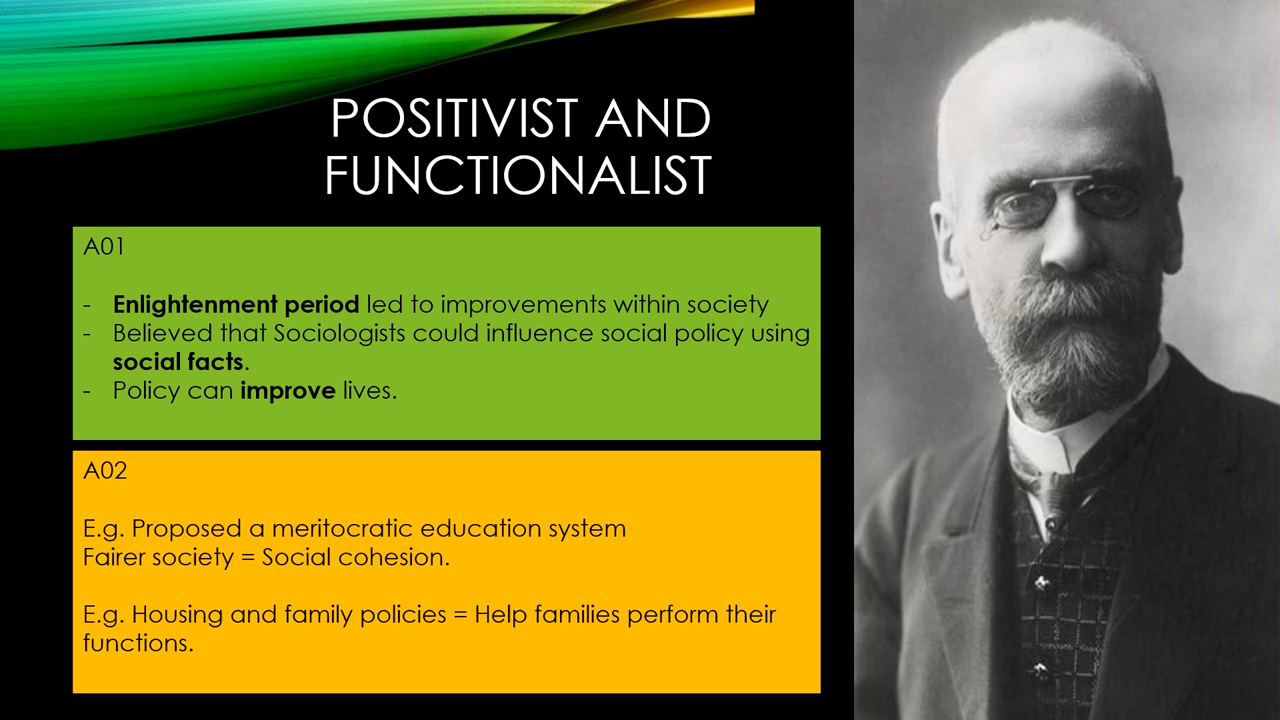 POSITIVIST AND
FUNCTIONALIST
A01
- Enlightenment period led to improvements within society
- Believed that Sociologists could influence social policy using
social facts.
- Policy can improve lives.
A02
E.g. Proposed a meritocratic education system
Fairer society = Social cohesion.
E.g. Housing and family policies = Help families perform their
functions.